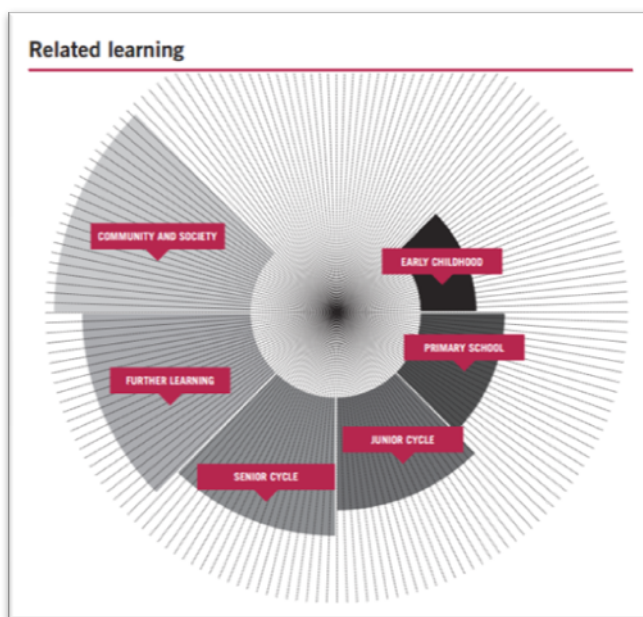 Related learning
COMMUNITY AND SOCIETY
EARLY CHILDHOOD
PRIMARY SCHOOL
FURTHER LEARNING
JUNIOR CYCLE
SENIOR CYCLE